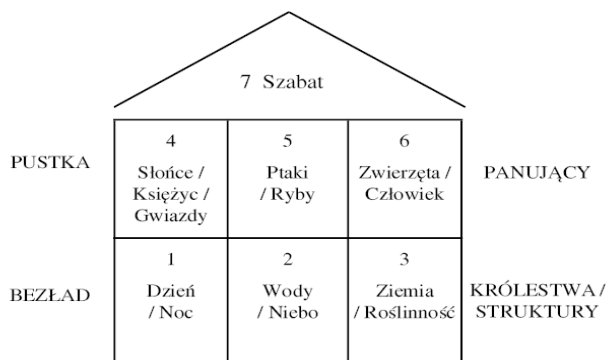 7 Szabat
PUSTKA
4
Słońce /
Księżyc /
Gwiazdy
5
Ptaki
/ Ryby
6
Zwierzęta /
Człowiek
PANUJĄCY
BEZŁAD
1
Dzień
/ Noc
2
Wody
/ Niebo
3
Ziemia
/ Roślinność
KRÓLESTWA /
STRUKTURY